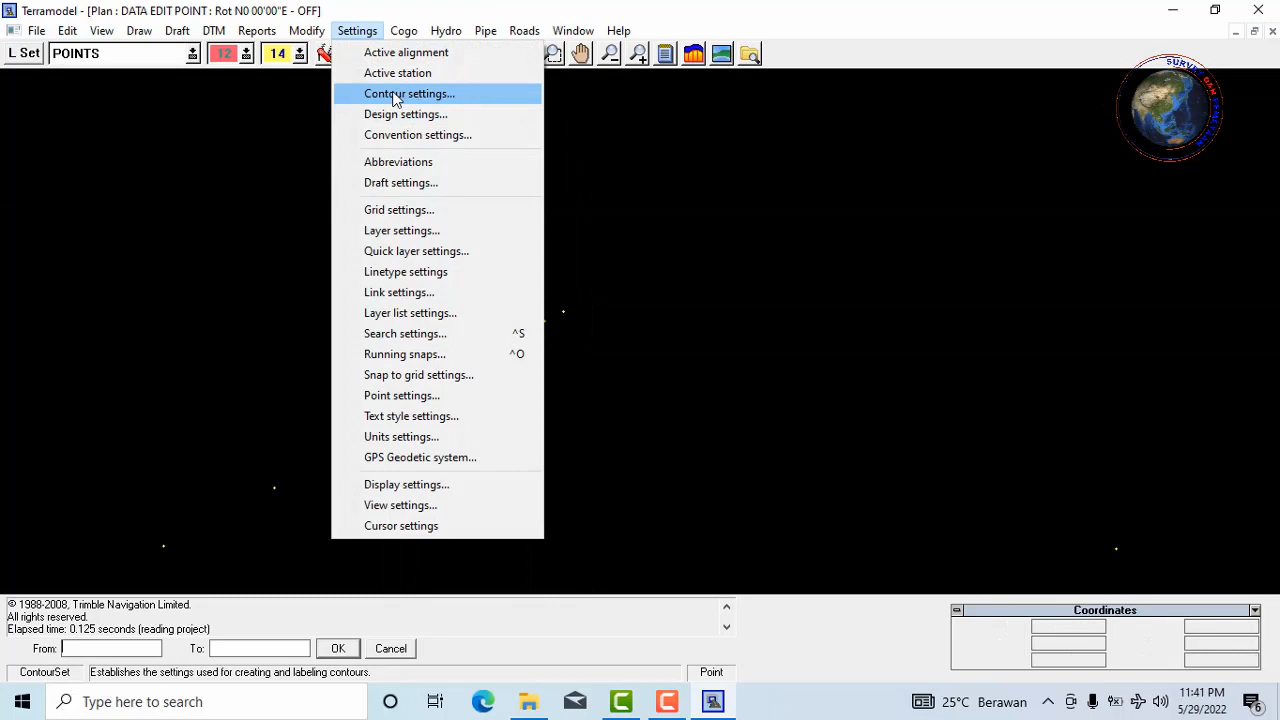 Terramodel - [Plan : DATA EDIT POINT : Rot N0 00'00"E - OFF]
File Edit View Draw Draft DTM Reports Modify Settings Cogo Hydro Pipe Roads Window Help
L Set POINTS 12 14
Active alignment
Active station
Contour settings...
Design settings...
Convention settings...
Abbreviations
Draft settings...
Grid settings...
Layer settings...
Quick layer settings...
Linetype settings
Link settings...
Layer list settings...
Search settings... ^S
Running snaps... ^O
Snap to grid settings...
Point settings...
Text style settings...
Units settings...
GPS Geodetic system...
Display settings...
View settings...
Cursor settings
SURVEY DAN PEMETAAN
© 1988-2008, Trimble Navigation Limited.
All rights reserved.
Elapsed time: 0.125 seconds (reading project)
From: To: OK Cancel
ContourSet Establishes the settings used for creating and labeling contours. Point
Coordinates
Type here to search
25°C Berawan
11:41 PM
5/29/2022
6